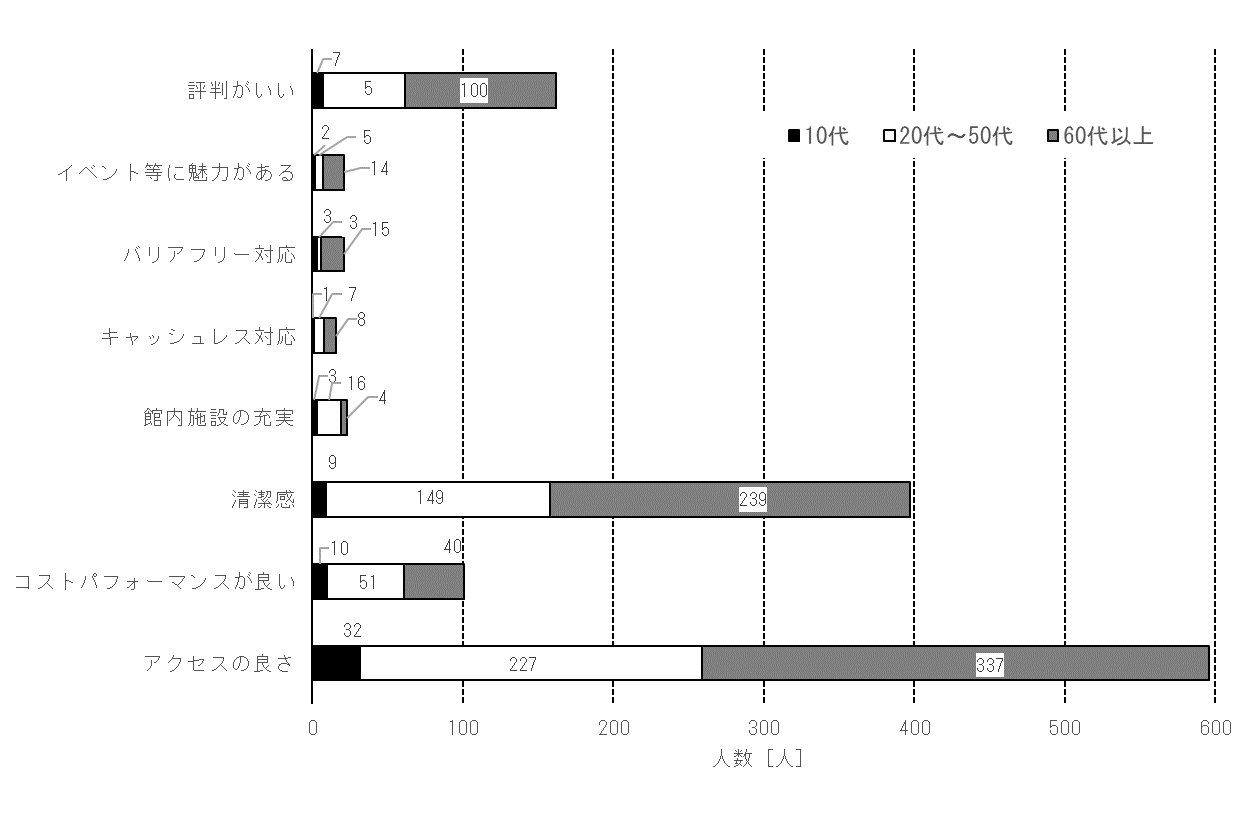 7
評判がいい
5
100
10代
20代～50代
60代以上
2
5
14
イベント等に魅力がある
3
3
15
バリアフリー対応
1
7
8
キャッシュレス対応
3
16
4
館内施設の充実
9
清潔感
149
239
10
40
コストパフォーマンスが良い
51
32
アクセスの良さ
227
337
0
100
200
300
400
500
600
人数［人］